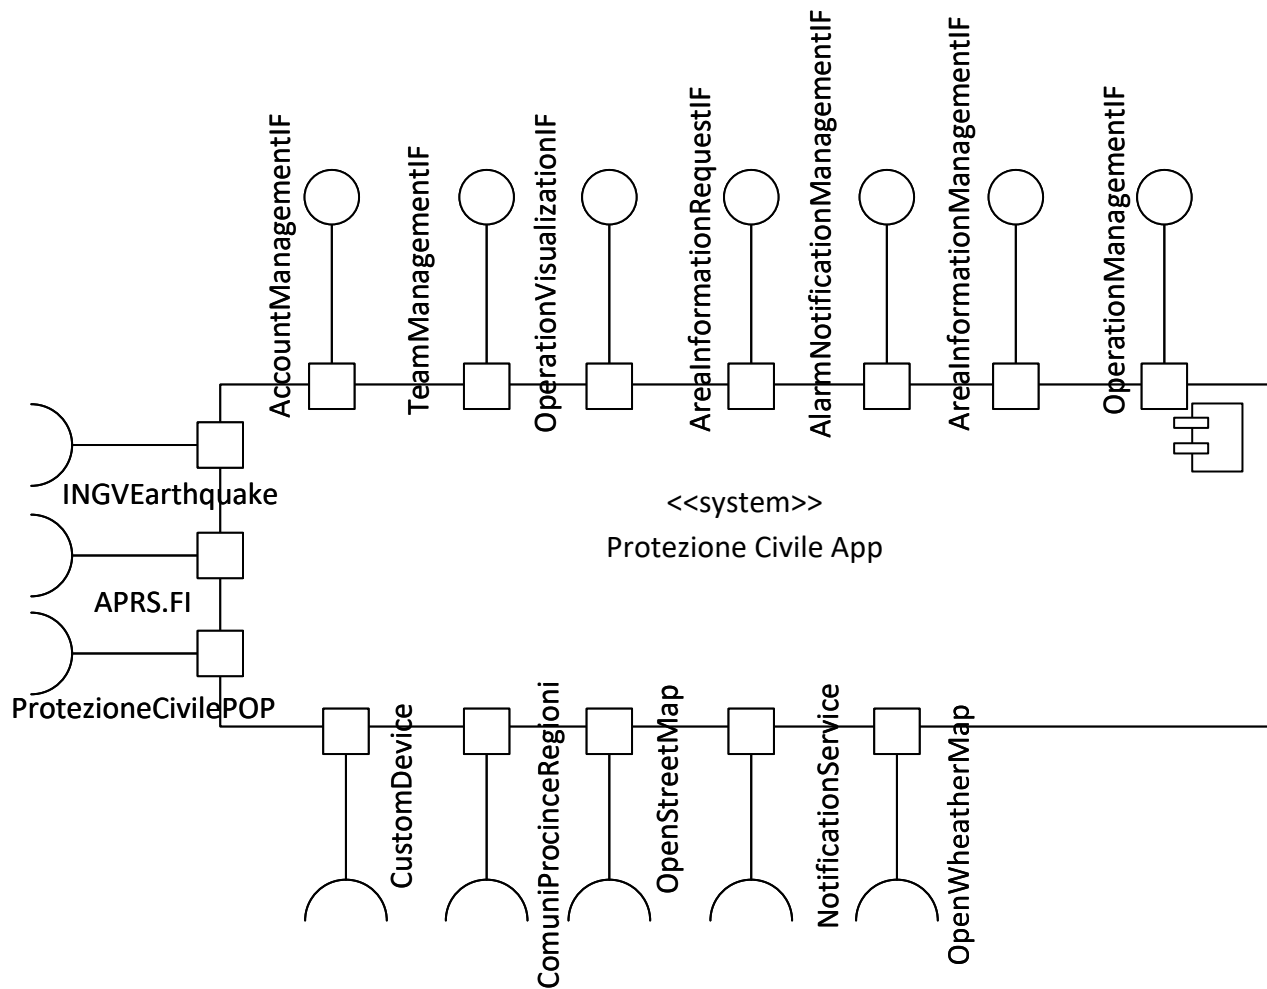 AccountManagementIF
TeamManagementIF
OperationVisualizationIF
AreaInformationRequestIF
AlarmNotificationManagementIF
AreaInformationManagementIF
OperationManagementIF
INGVEarthquake
APRS.FI
ProtezioneCivilePOP
<<system>>
Protezione Civile App
CustomDevice
ComuniProcinceRegioni
OpenStreetMap
NotificationService
OpenWheatherMap